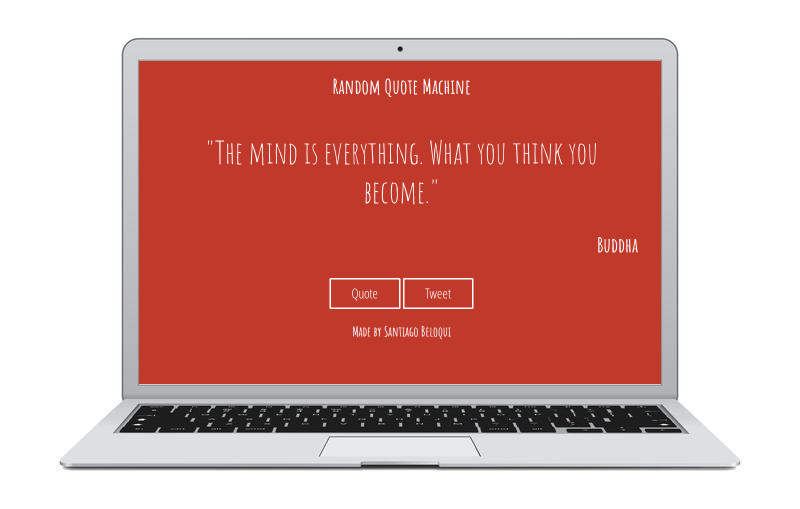 Random Quote Machine
"The mind is everything. What you think you
become."
Buddha
Quote Tweet
Made by Santiago Beloqui